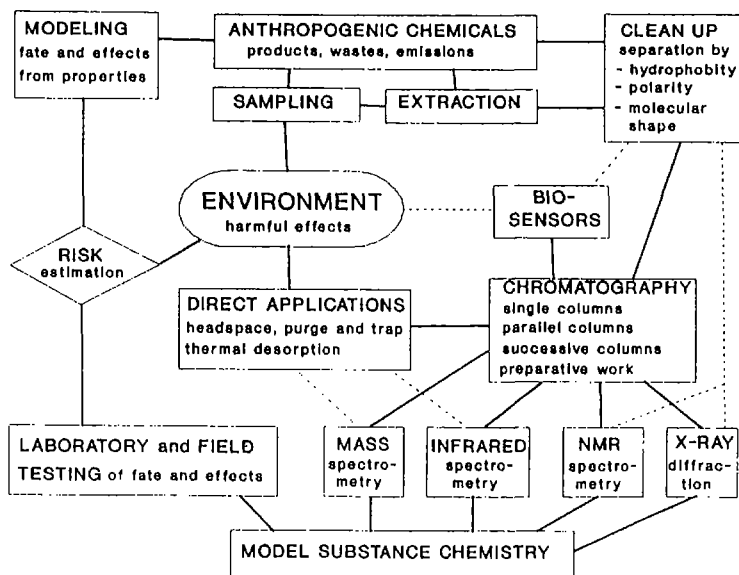 MODELING
fate and effects
from properties
ANTHROPOGENIC CHEMICALS
products, wastes, emissions
CLEAN UP
separation by
- hydrophobity
- polarity
- molecular
shape
SAMPLING
EXTRACTION
ENVIRONMENT
harmful effects
BIO-
SENSORS
RISK
estimation
DIRECT APPLICATIONS
headspace, purge and trap
thermal desorption
CHROMATOGRAPHY
single columns
parallel columns
successive columns
preparative work
LABORATORY and FIELD
TESTING of fate and effects
MASS
spectro-
metry
INFRARED
spectro-
metry
NMR
spectro-
metry
X-RAY
diffrac-
tion
MODEL SUBSTANCE CHEMISTRY